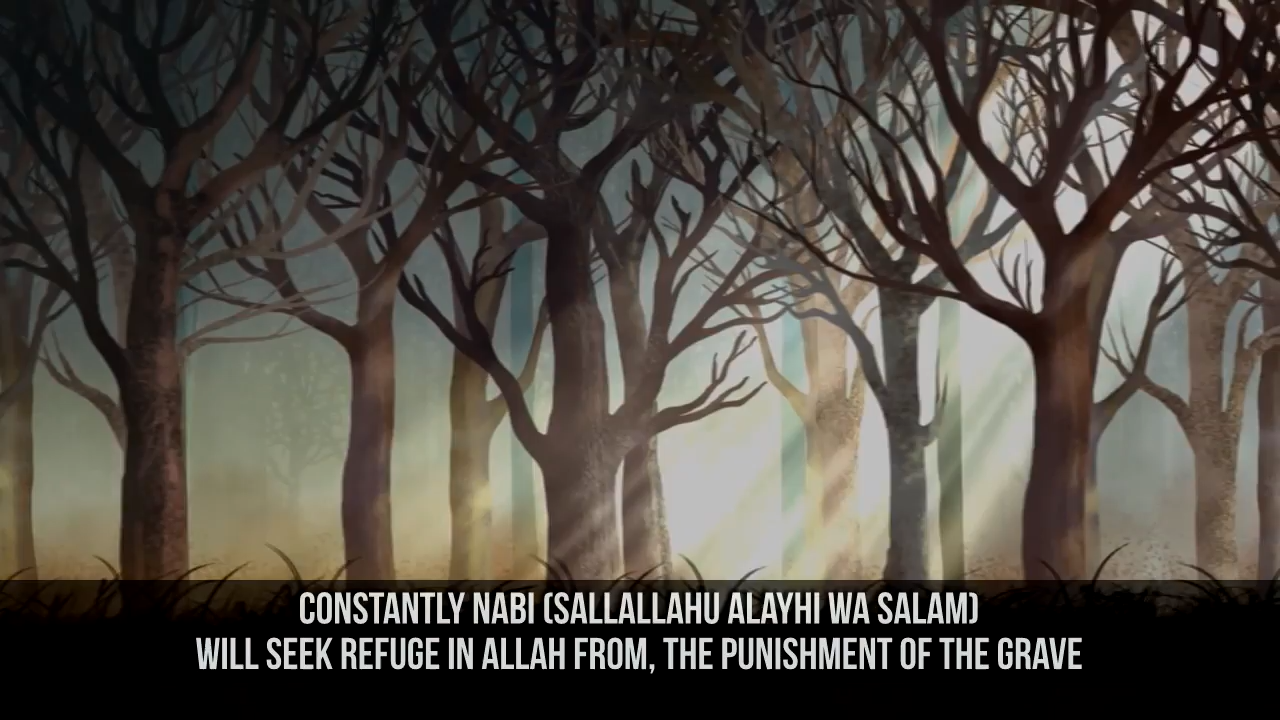 CONSTANTLY NABI (SALLALLAHU ALAYHI WA SALAM)
WILL SEEK REFUGE IN ALLAH FROM, THE PUNISHMENT OF THE GRAVE